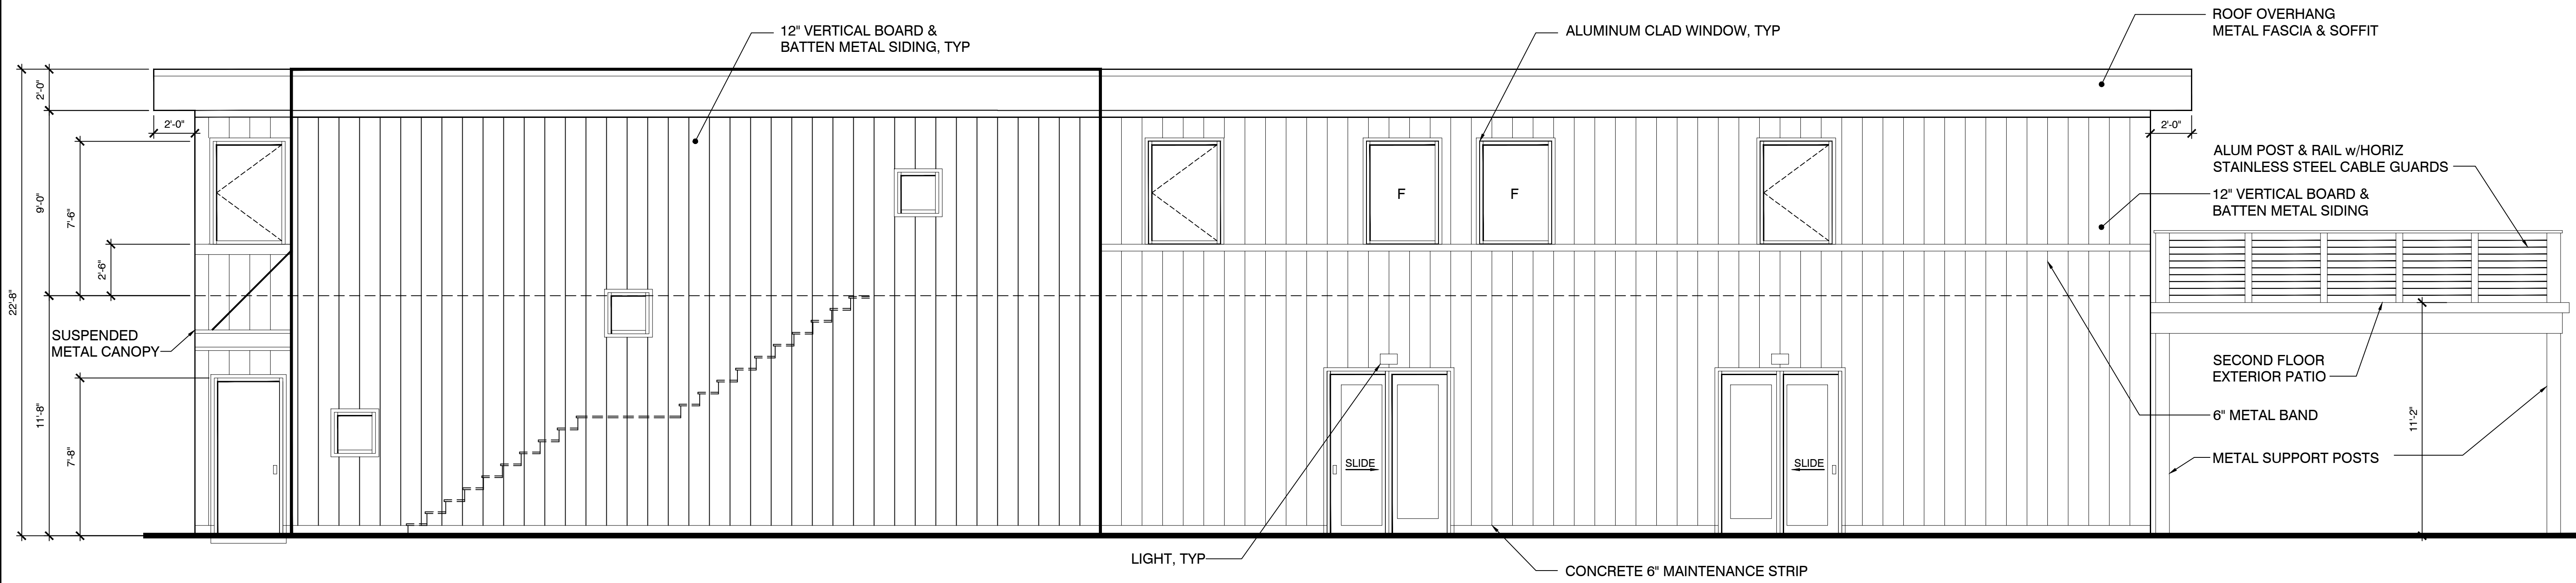 12" VERTICAL BOARD &
BATTEN METAL SIDING, TYP
ALUMINUM CLAD WINDOW, TYP
ROOF OVERHANG
METAL FASCIA & SOFFIT
2'-0"
2'-0"
2'-0"
ALUM POST & RAIL w/HORIZ
STAINLESS STEEL CABLE GUARDS
12" VERTICAL BOARD &
BATTEN METAL SIDING
F
F
9'-0"
7'-6"
2'-6"
22'-8"
SUSPENDED
METAL CANOPY
SECOND FLOOR
EXTERIOR PATIO
6" METAL BAND
11'-8"
11'-2"
7'-8"
SLIDE
SLIDE
METAL SUPPORT POSTS
LIGHT, TYP
CONCRETE 6" MAINTENANCE STRIP